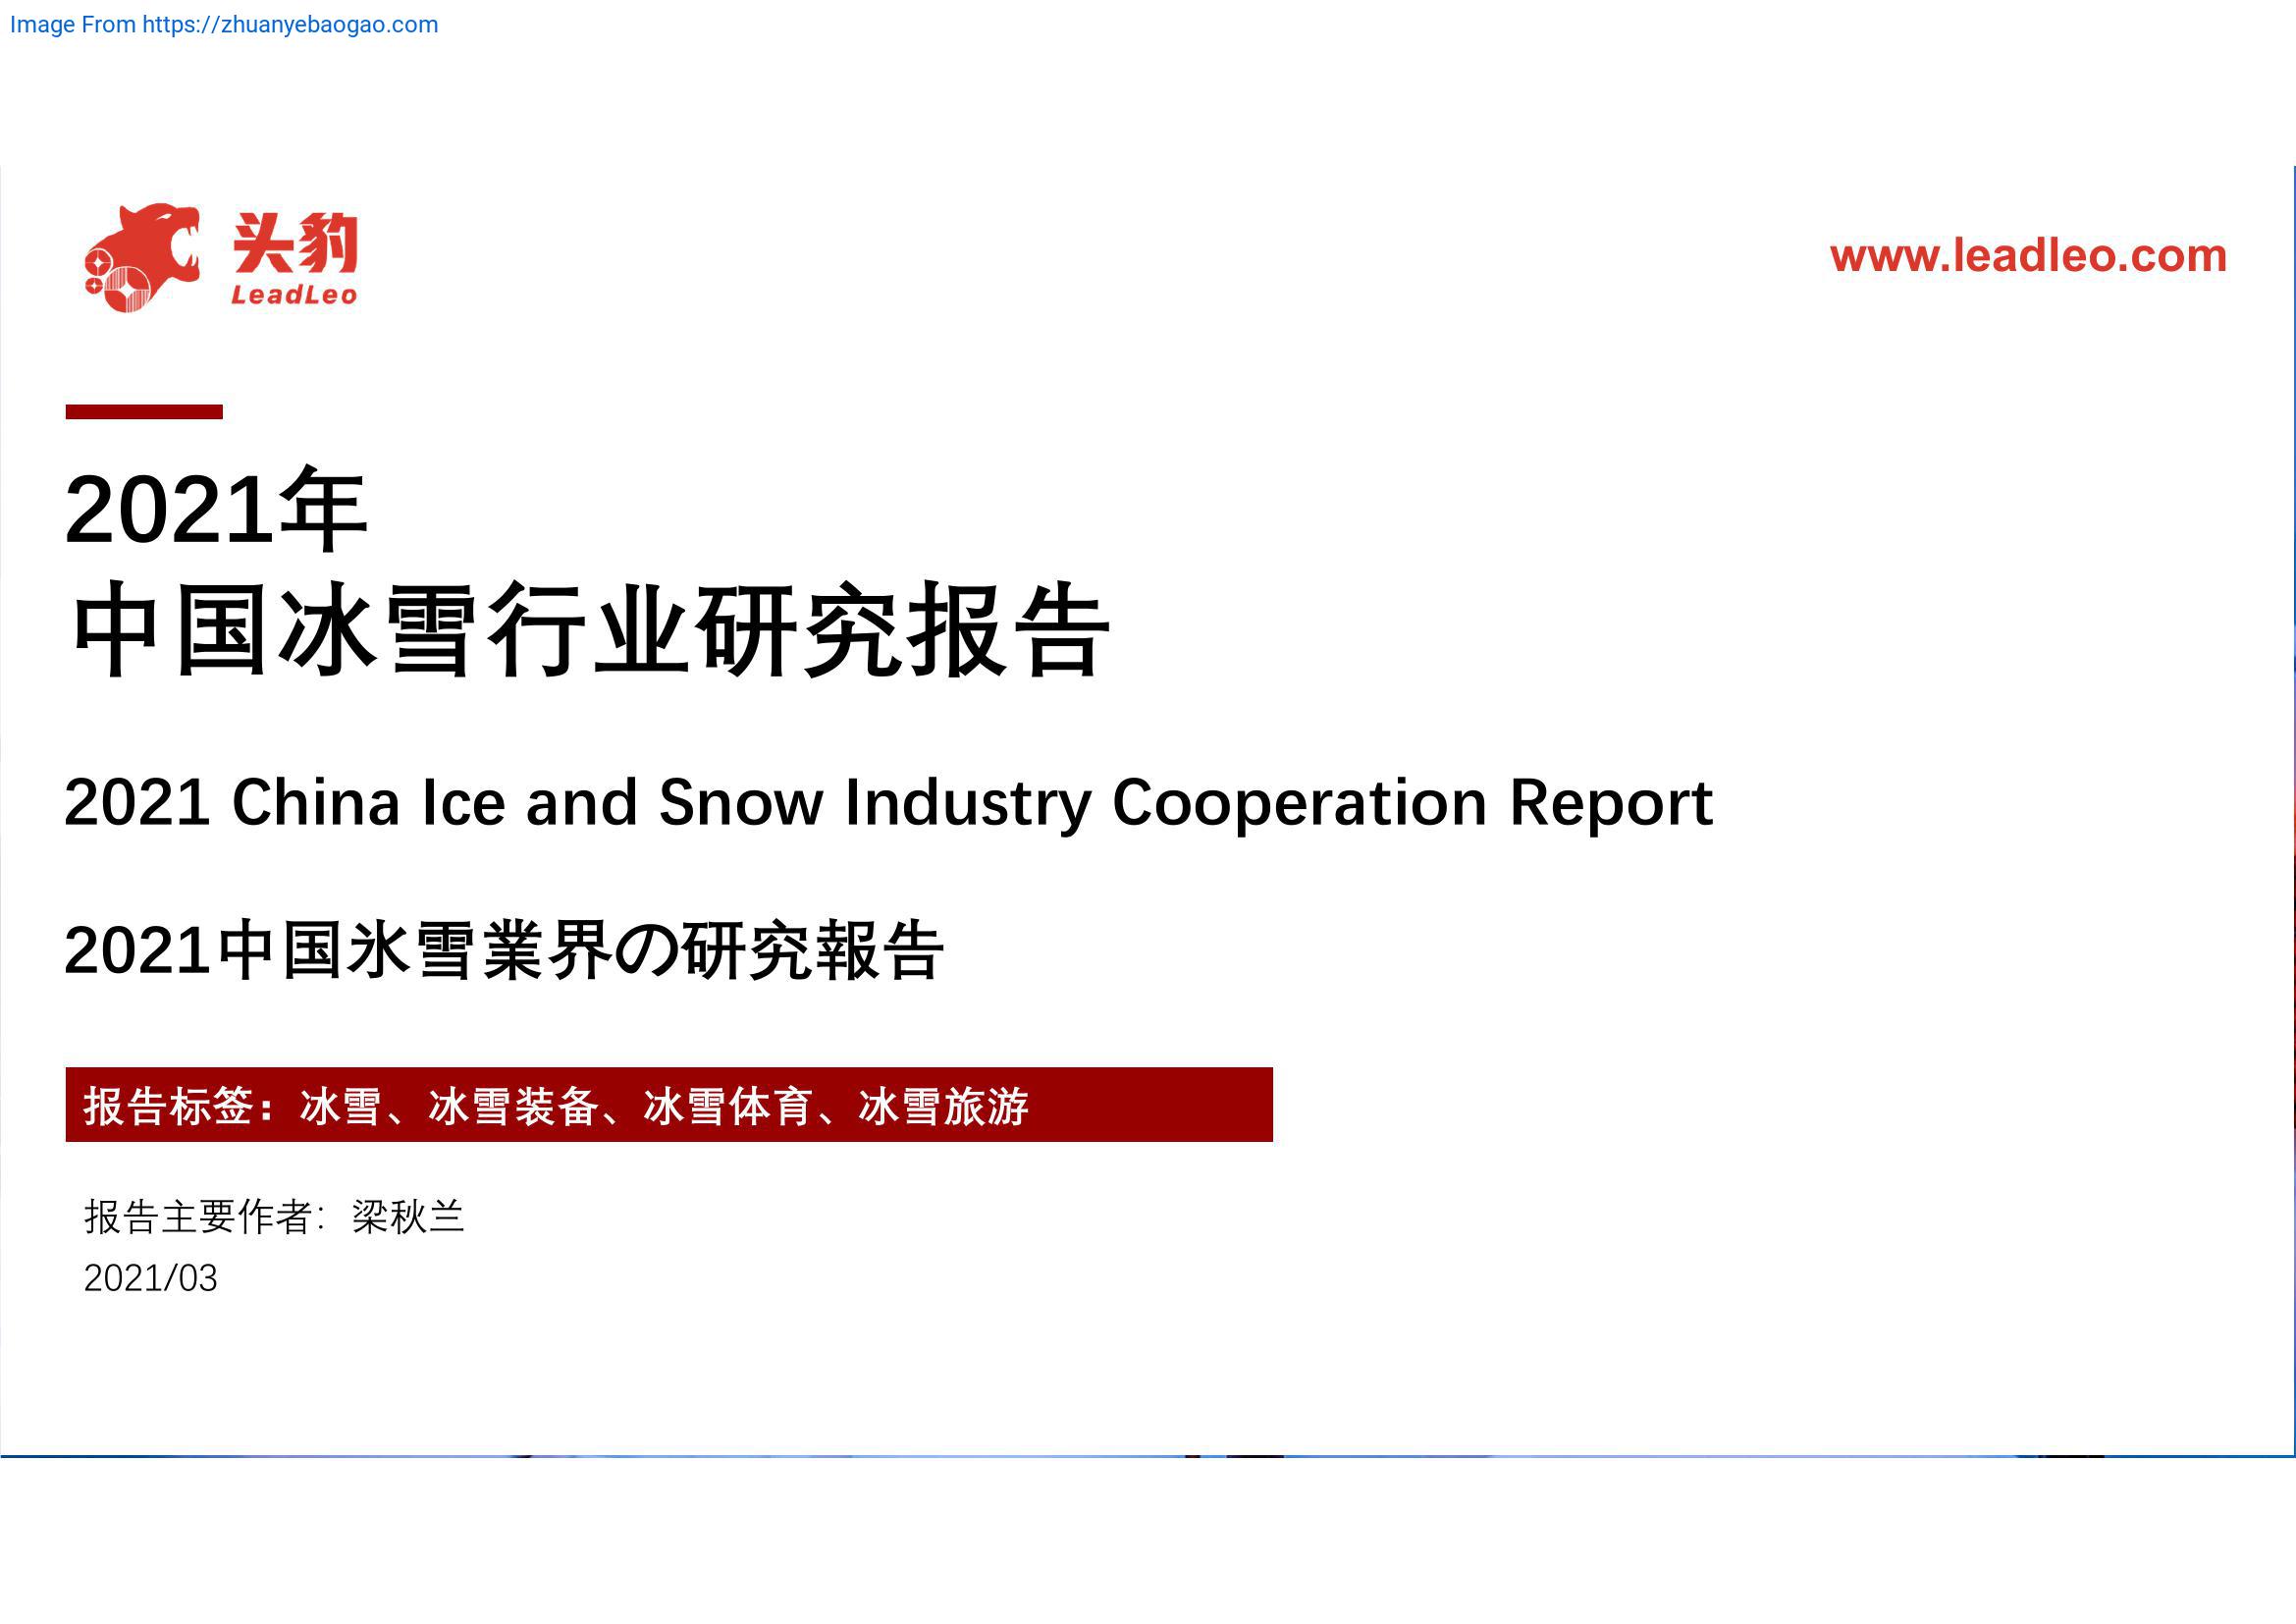 Image From https://zhuanyebaogao.com
头豹
LeadLeo
www.leadleo.com
2021年
中国冰雪行业研究报告
2021 China Ice and Snow Industry Cooperation Report
2021中国氷雪業界の研究報告
报告标签：冰雪、冰雪装备、冰雪体育、冰雪旅游
报告主要作者：梁秋兰
2021/03